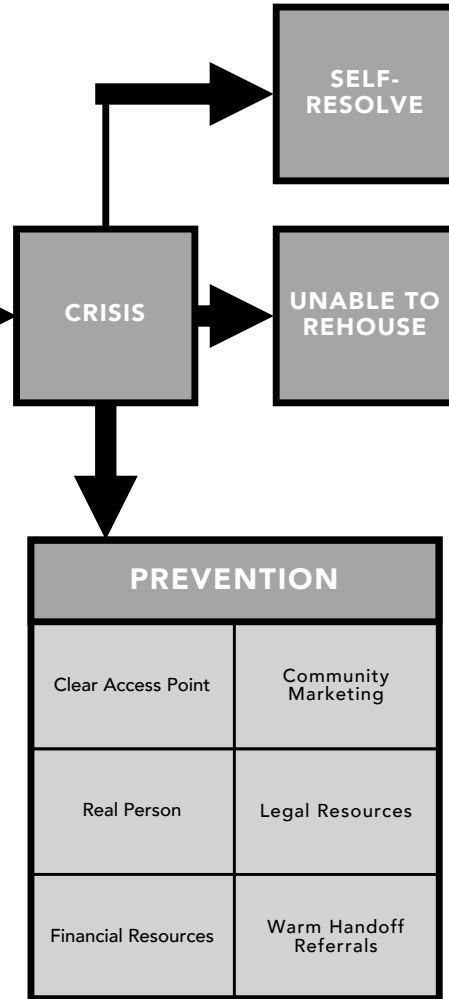 SELF-
RESOLVE
CRISIS
UNABLE TO
REHOUSE
PREVENTION
Clear Access Point
Community
Marketing
Real Person
Legal Resources
Financial Resources
Warm Handoff
Referrals